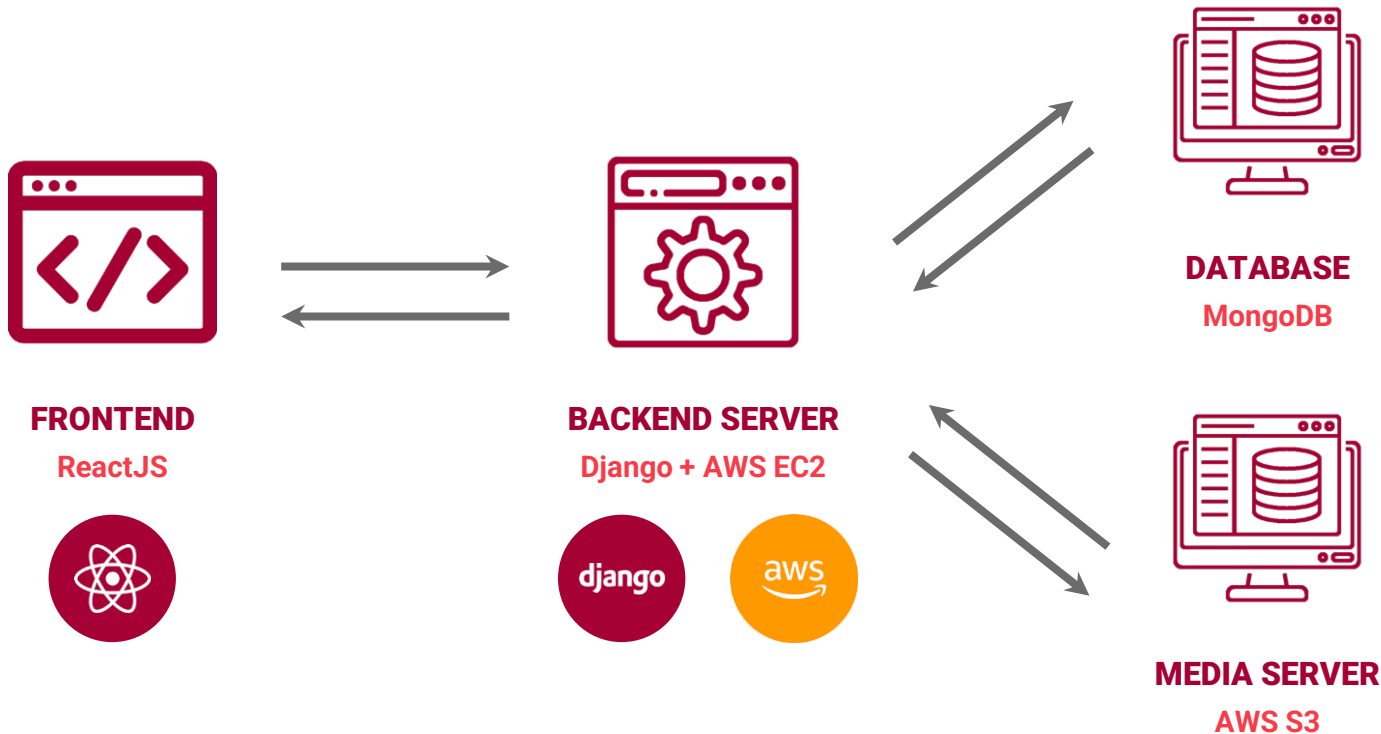 FRONTEND
ReactJS
BACKEND SERVER
Django + AWS EC2
django
aws
DATABASE
MongoDB
MEDIA SERVER
AWS S3